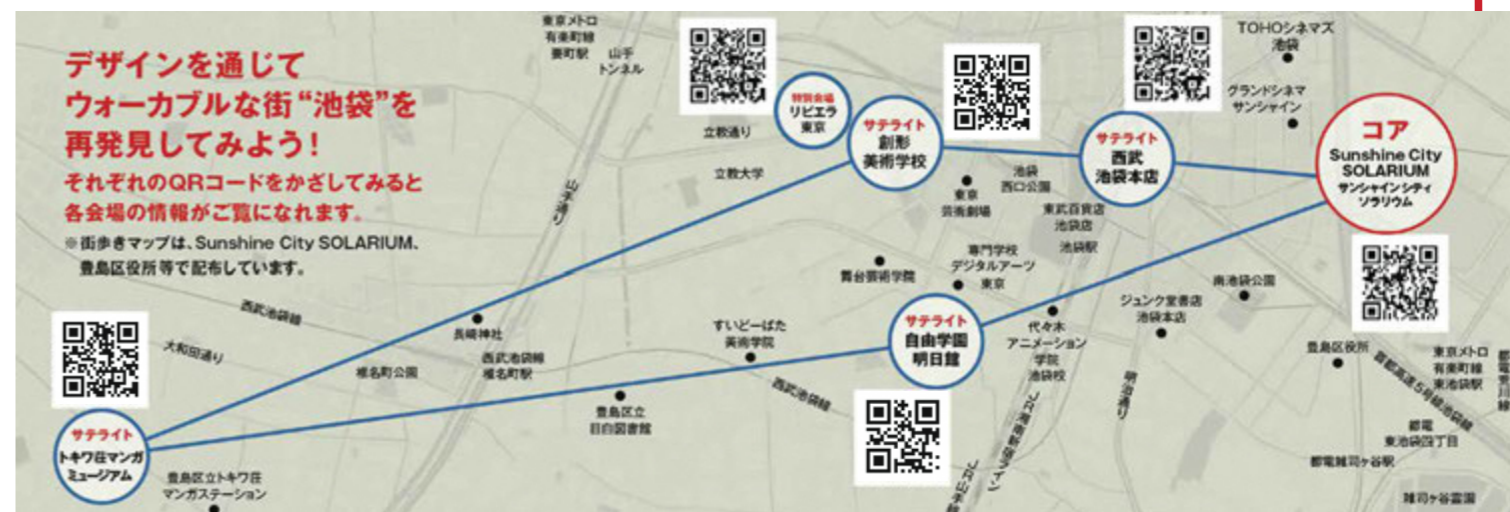 デザインを通じて
ウォーカブルな街“池袋”を
再発見してみよう!
それぞれのQRコードをかざしてみると
各会場の情報がご覧になれます。
※街歩きマップは、Sunshine City SOLARIUM、
豊島区役所等で配布しています。
東京メトロ
有楽町線
要町駅
山手
トンネル
特別会場
リビエラ
東京
サテライト
創形
美術学校
サテライト
西武
池袋本店
TOHOシネマズ
池袋
グランドシネマ
サンシャイン
コア
Sunshine City
SOLARIUM
サンシャインシティ
ソラリウム
立教通り
立教大学
山手通り
池袋
西口公園
東京
芸術劇場
東武百貨店
池袋店
池袋駅
専門学校
デジタルアーツ
東京
舞台芸術学院
南池袋公園
ジュンク堂書店
池袋本店
サテライト
自由学園
明日館
代々木
アニメーション
学院
池袋校
すいどーばた
美術学院
西武池袋線
長崎神社
西武池袋線
椎名町駅
椎名町公園
大和田通り
西武池袋線
豊島区立
目白図書館
サテライト
トキワ荘マンガ
ミュージアム
豊島区立トキワ荘
マンガステーション
明治通り
JR湘南新宿ライン
JR山手線
豊島区役所
首都高速5号線池袋線
東京メトロ
有楽町線
東池袋駅
都電荒川線
都電
東池袋四丁目
都電雑司ヶ谷駅
雑司ヶ谷霊園